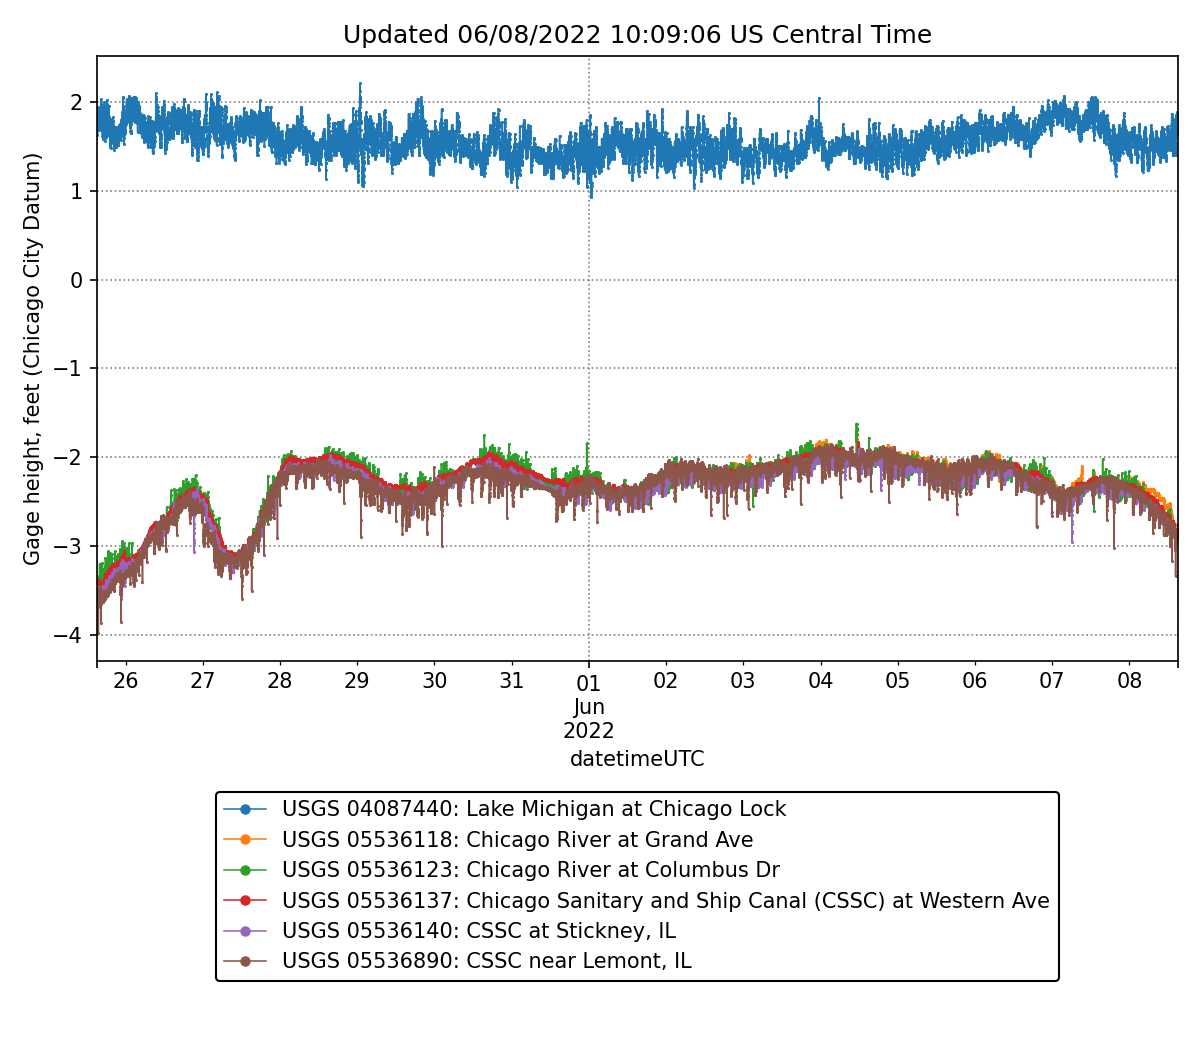 Updated 06/08/2022 10:09:06 US Central Time
Gage height, feet (Chicago City Datum)
2
1
0
−1
−2
−3
−4
26 27 28 29 30 31 01 02 03 04 05 06 07 08
Jun
2022
datetimeUTC
USGS 04087440: Lake Michigan at Chicago Lock
USGS 05536118: Chicago River at Grand Ave
USGS 05536123: Chicago River at Columbus Dr
USGS 05536137: Chicago Sanitary and Ship Canal (CSSC) at Western Ave
USGS 05536140: CSSC at Stickney, IL
USGS 05536890: CSSC near Lemont, IL